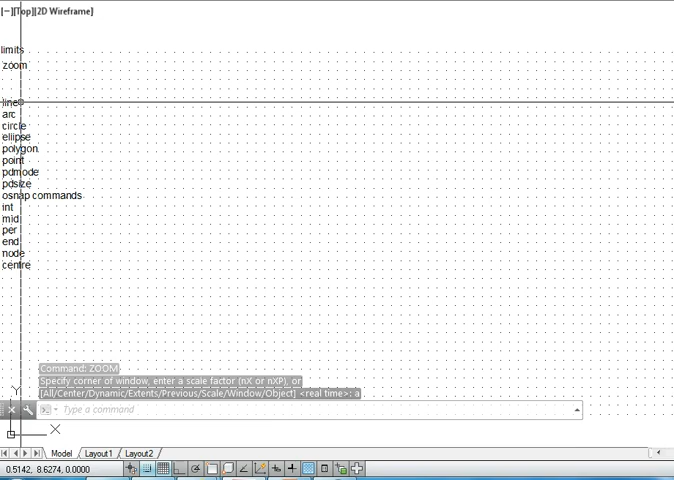 [−][Top][2D Wireframe]
limits
zoom
line
arc
circle
ellipse
polygon
point
pdmode
pdsize
osnap commands
int
mid
per
end
node
centre
Command: ZOOM
Specify corner of window, enter a scale factor (nX or nXP), or
[All/Center/Dynamic/Extents/Previous/Scale/Window/Object] <real time>: a
Type a command
Y
X
Model Layout1 Layout2
0.5142, 8.6274, 0.0000